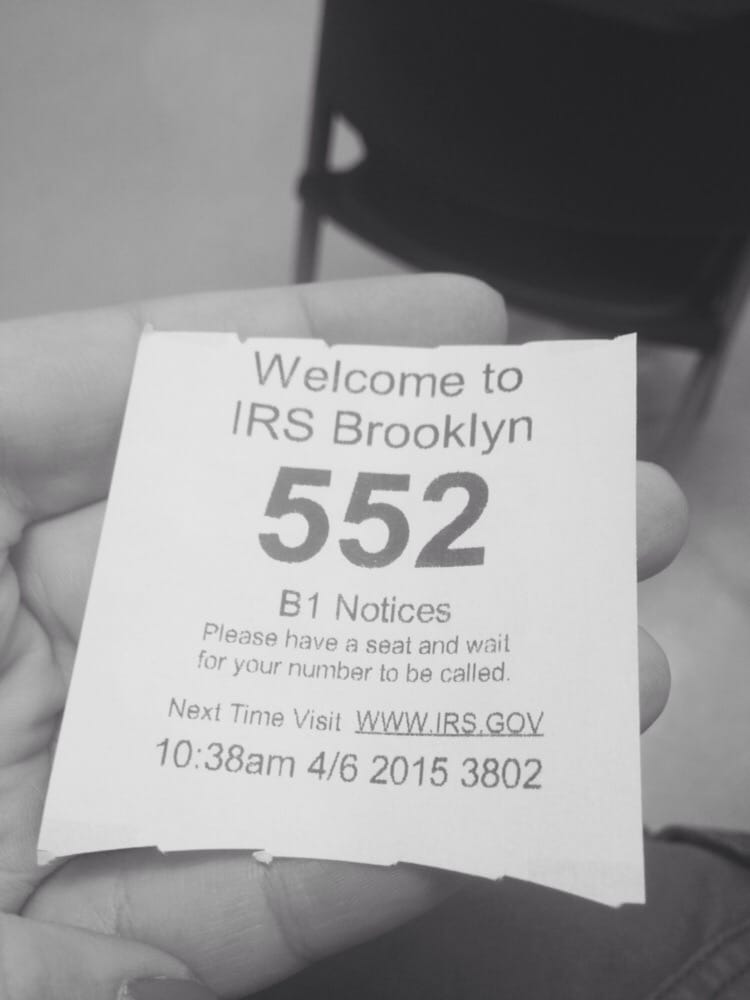 Welcome to
IRS Brooklyn
552
B1 Notices
Please have a seat and wait
for your number to be called.
Next Time Visit WWW.IRS.GOV
10:38am 4/6 2015 3802